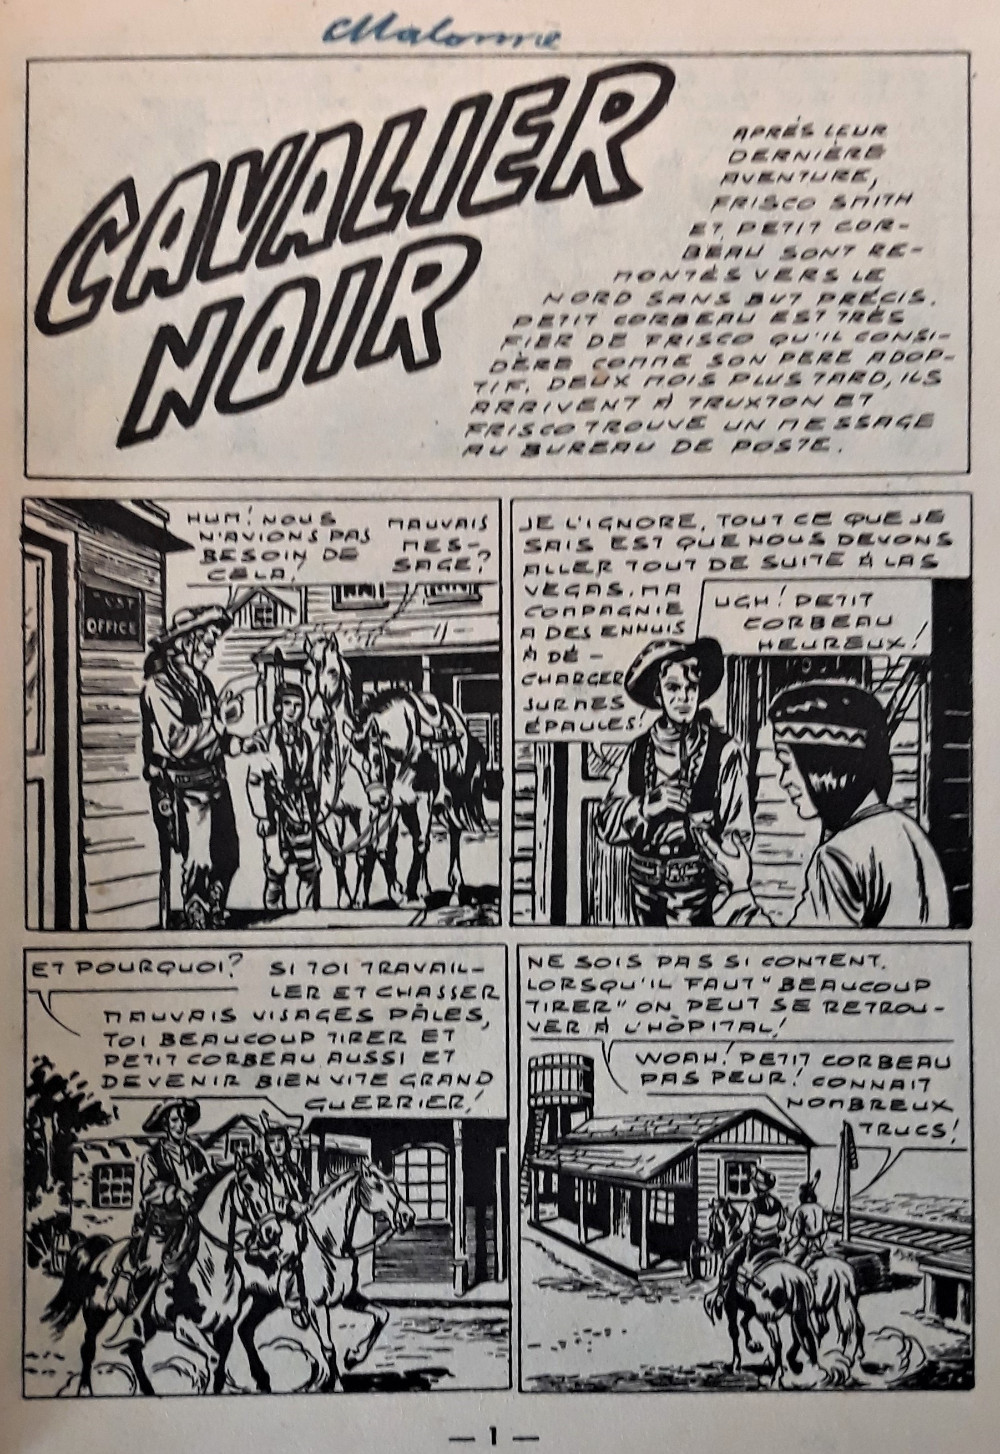 Malonne
CAVALIER
NOIR
APRÈS LEUR
DERNIÈRE
AVENTURE,
FRISCO SMITH
ET PETIT COR-
BEAU SONT RE-
MONTÉS VERS LE
NORD SANS BUT PRÉCIS.
PETIT CORBEAU EST TRÈS
FIER DE FRISCO QU'IL CONSI-
DÈRE COMME SON PERE ADOP-
TIF. DEUX MOIS PLUS TARD, ILS
ARRIVENT À TRUXTON ET
FRISCO TROUVE UN MESSAGE
AU BUREAU DE POSTE.
HUM! NOUS
N'AVIONS PAS
BESOIN DE
CELA!
MAUVAIS
MES-
SAGE?
POST
OFFICE
JE L'IGNORE, TOUT CE QUE JE
SAIS EST QUE NOUS DEVONS
ALLER TOUT DE SUITE À LAS
VEGAS. MA
COMPAGNIE
A DES ENNUIS
À DÉ-
CHARGER
SUR MES
ÉPAULES!
UGH! PETIT
CORBEAU
HEUREUX!
ET POURQUOI?
SI TOI TRAVAIL-
LER ET CHASSER
MAUVAIS VISAGES PÂLES,
TOI BEAUCOUP TIRER ET
PETIT CORBEAU AUSSI ET
DEVENIR BIEN VITE GRAND
GUERRIER!
NE SOIS PAS SI CONTENT.
LORSQU'IL FAUT "BEAUCOUP
TIRER" ON PEUT SE RETROU-
VER À L'HÔPITAL!
WOAH! PETIT CORBEAU
PAS PEUR! CONNAIT
NOMBREUX
TRUCS!
— 1 —